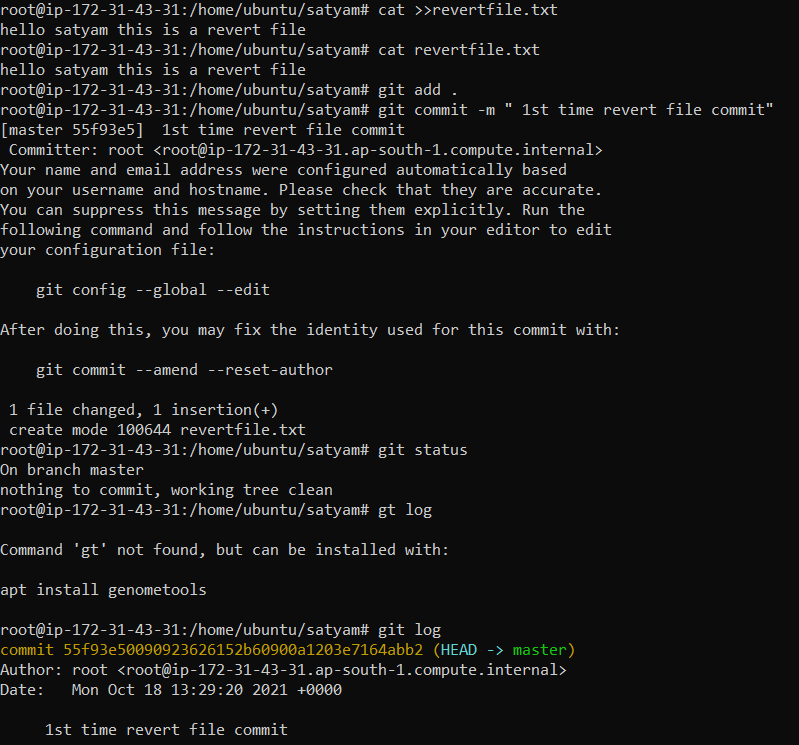 root@ip-172-31-43-31:/home/ubuntu/satyam# cat >>revertfile.txt
hello satyam this is a revert file
root@ip-172-31-43-31:/home/ubuntu/satyam# cat revertfile.txt
hello satyam this is a revert file
root@ip-172-31-43-31:/home/ubuntu/satyam# git add .
root@ip-172-31-43-31:/home/ubuntu/satyam# git commit -m " 1st time revert file commit"
[master 55f93e5]  1st time revert file commit
 Committer: root <root@ip-172-31-43-31.ap-south-1.compute.internal>
Your name and email address were configured automatically based
on your username and hostname. Please check that they are accurate.
You can suppress this message by setting them explicitly. Run the
following command and follow the instructions in your editor to edit
your configuration file:

    git config --global --edit

After doing this, you may fix the identity used for this commit with:

    git commit --amend --reset-author

 1 file changed, 1 insertion(+)
 create mode 100644 revertfile.txt
root@ip-172-31-43-31:/home/ubuntu/satyam# git status
On branch master
nothing to commit, working tree clean
root@ip-172-31-43-31:/home/ubuntu/satyam# gt log

Command 'gt' not found, but can be installed with:

apt install genometools

root@ip-172-31-43-31:/home/ubuntu/satyam# git log
commit 55f93e50090923626152b60900a1203e7164abb2 (HEAD -> master)
Author: root <root@ip-172-31-43-31.ap-south-1.compute.internal>
Date:   Mon Oct 18 13:29:20 2021 +0000

     1st time revert file commit